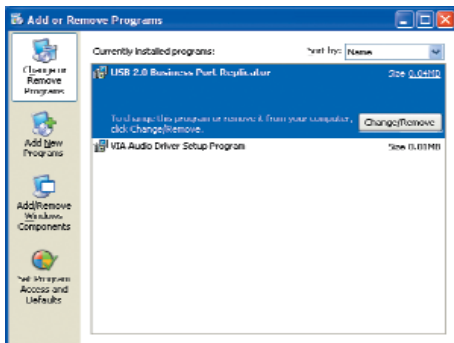 Add or Remove Programs
Change or
Remove
Programs
Add New
Programs
Add/Remove
Windows
Components
Set Program
Access and
Defaults
Currently installed programs:
Sort by: Name
USB 2.0 Business Port Replicator
Size 0.04MB
To change this program or remove it from your computer,
click Change/Remove.
Change/Remove
VIA Audio Driver Setup Program
Size 0.01MB